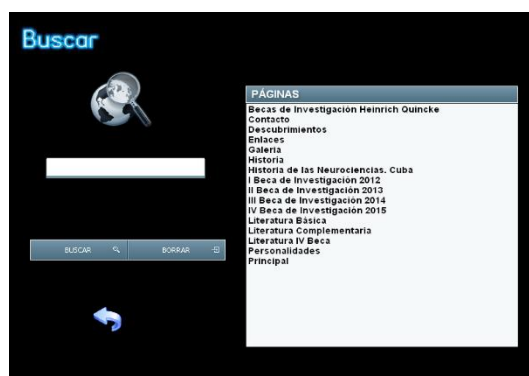 Buscar
PÁGINAS
Becas de Investigación Heinrich Quincke
Contacto
Descubrimientos
Enlaces
Galería
Historia
Historia de las Neurociencias. Cuba
I Beca de Investigación 2012
II Beca de Investigación 2013
III Beca de Investigación 2014
IV Beca de Investigación 2015
Literatura Básica
Literatura Complementaria
Literatura IV Beca
Personalidades
Principal
BUSCAR
BORRAR